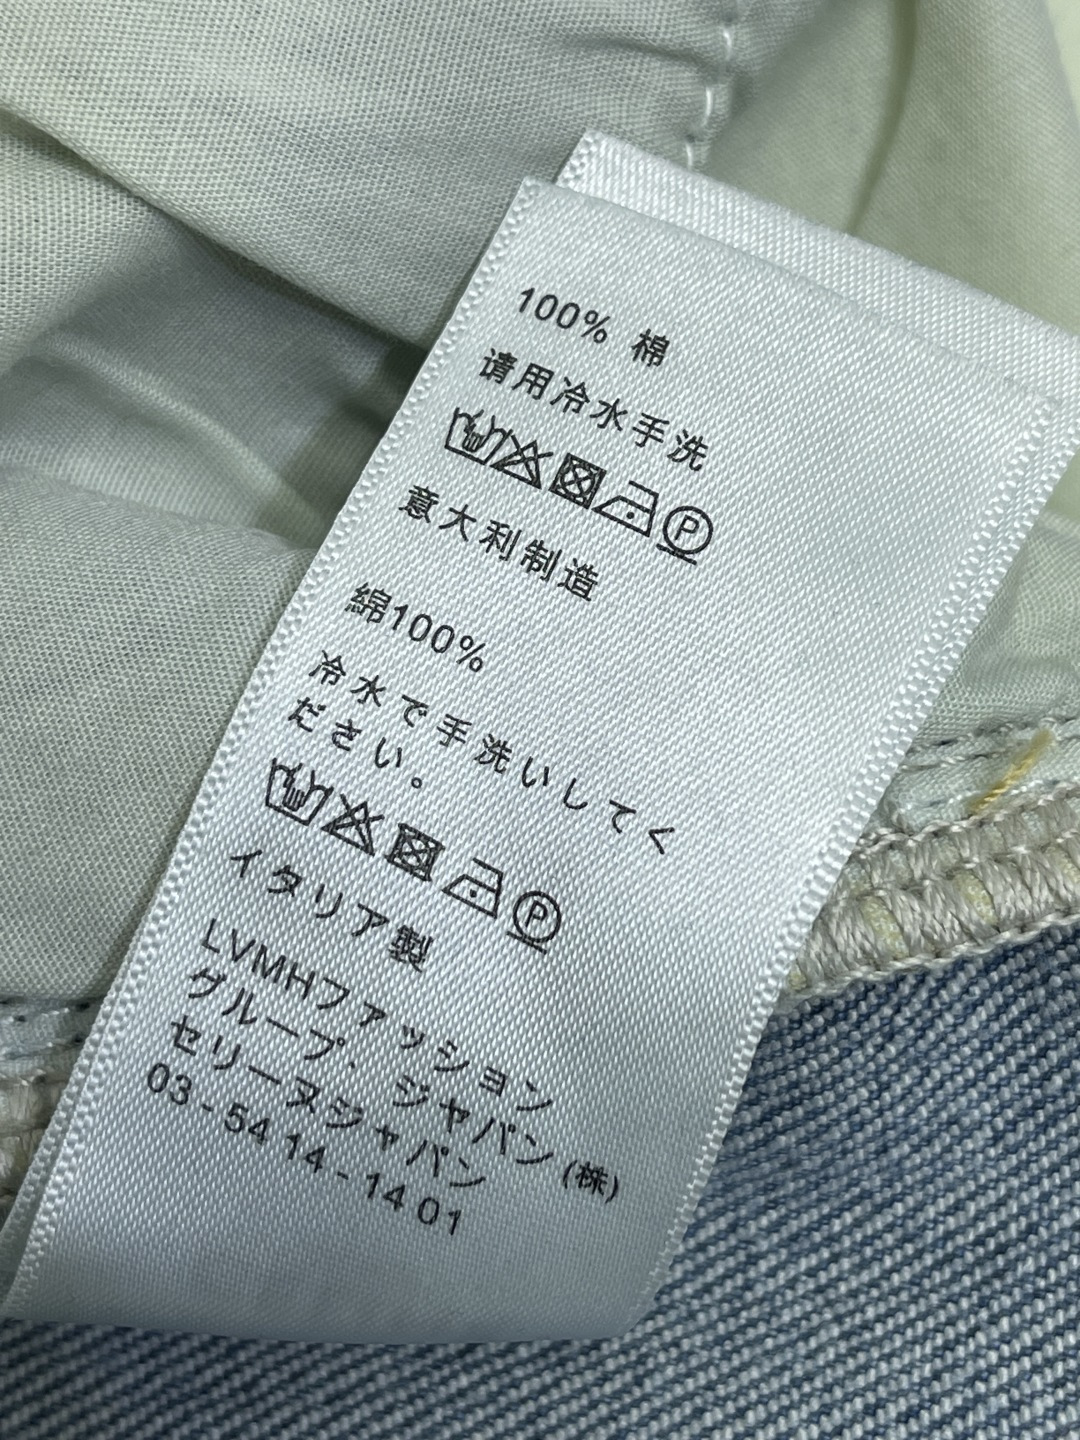 100% 棉
请用冷水手洗
P
意大利制造
綿100%
冷水で手洗いしてく
ださい。
P
イタリア製
LVMHファッション
グループ. ジャパン(株)
セリーヌジャパン
03-5414-1401